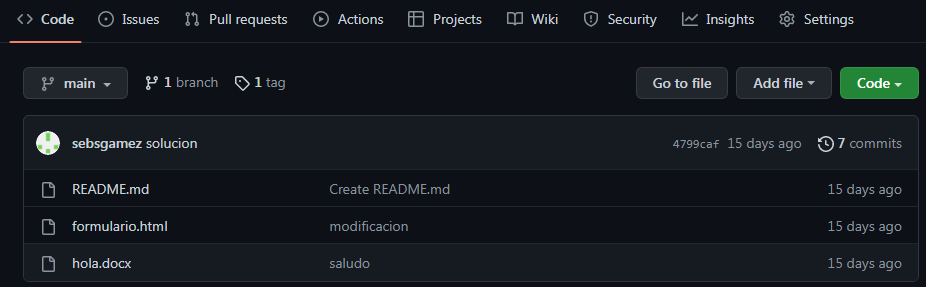 Code Issues Pull requests Actions Projects Wiki Security Insights Settings
main 1 branch 1 tag Go to file Add file Code
sebsgamez solucion 4799caf 15 days ago 7 commits
README.md Create README.md 15 days ago
formulario.html modificacion 15 days ago
hola.docx saludo 15 days ago